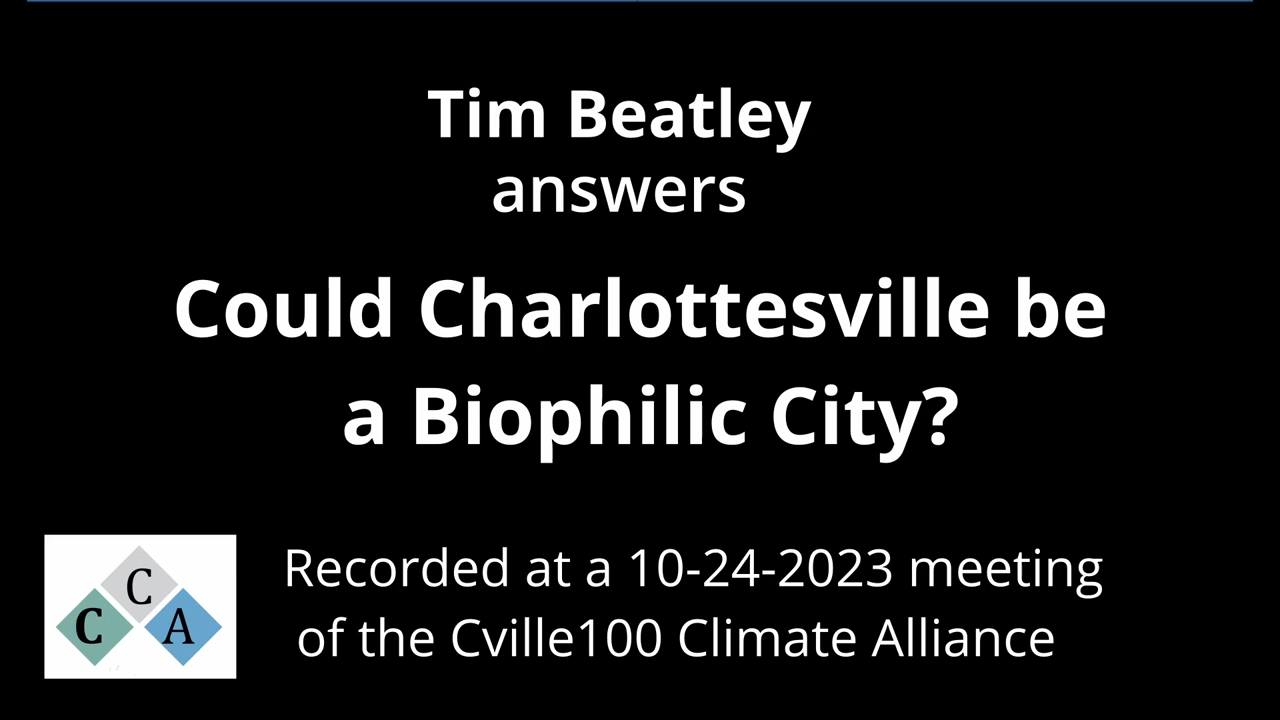 Tim Beatley
answers
Could Charlottesville be
a Biophilic City?
C
C A
Recorded at a 10-24-2023 meeting
of the Cville100 Climate Alliance